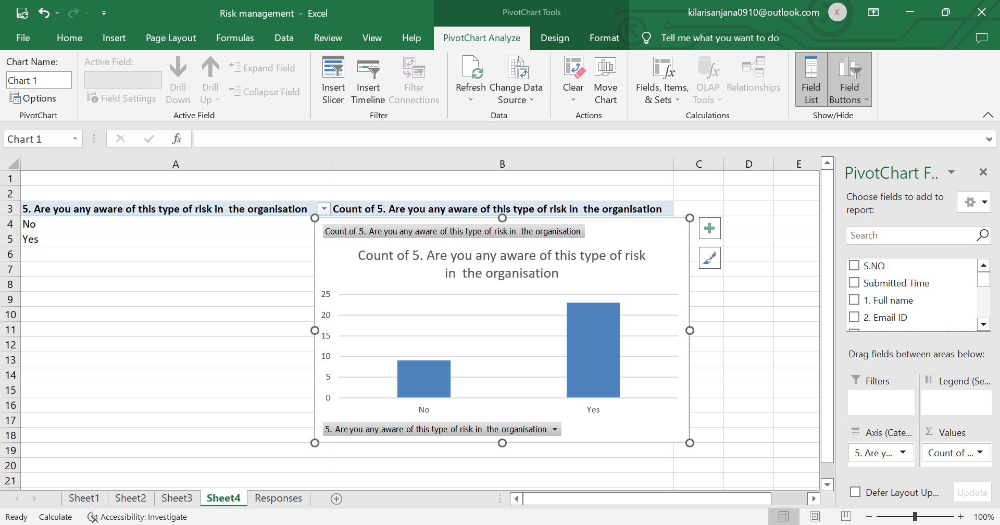 Risk management - Excel
PivotChart Tools
kilarisanjana0910@outlook.com
K
File Home Insert Page Layout Formulas Data Review View Help PivotChart Analyze Design Format Tell me what you want to do
Chart Name:
Chart 1
Options
PivotChart
Active Field:
Field Settings
Drill Down
Drill Up
Expand Field
Collapse Field
Active Field
Insert Slicer
Insert Timeline
Filter Connections
Filter
Refresh
Change Data Source
Data
Clear
Move Chart
Actions
Fields, Items, & Sets
OLAP Tools
Relationships
Calculations
Field List
Field Buttons
Show/Hide
Chart 1
fx
A B C D E
1
2
3 5. Are you any aware of this type of risk in  the organisation Count of 5. Are you any aware of this type of risk in  the organisation
4 No
5 Yes
6
7
8
9
10
11
12
13
14
15
16
17
18
19
20
21
Count of 5. Are you any aware of this type of risk in  the organisation
Count of 5. Are you any aware of this type of risk
in  the organisation
25
20
15
10
5
0
No Yes
5. Are you any aware of this type of risk in  the organisation
PivotChart F..
Choose fields to add to
report:
Search
S.NO
Submitted Time
1. Full name
2. Email ID
Drag fields between areas below:
Filters
Legend (Se...
Axis (Cate...
Σ Values
5. Are y...
Count of ...
Defer Layout Up...
Update
Sheet1 Sheet2 Sheet3 Sheet4 Responses
Ready Calculate Accessibility: Investigate
100%